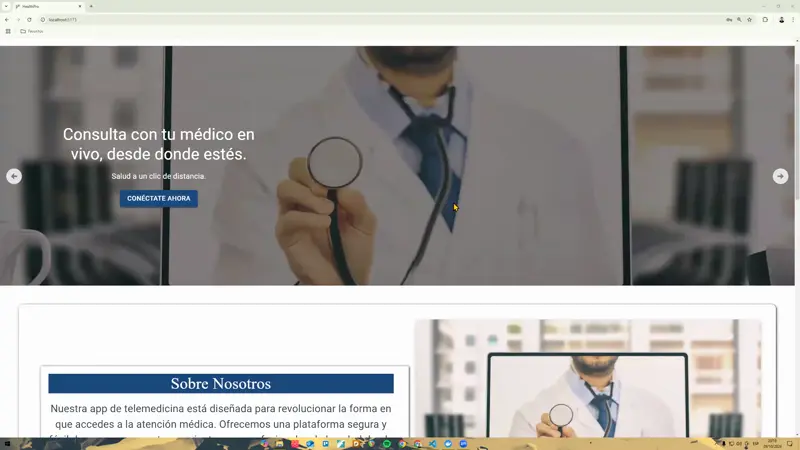 HealthPro
localhost:5173
Favoritos
Consulta con tu médico en
vivo, desde donde estés.
Salud a un clic de distancia.
CONÉCTATE AHORA
Sobre Nosotros
Nuestra app de telemedicina está diseñada para revolucionar la forma en
que accedes a la atención médica. Ofrecemos una plataforma segura y